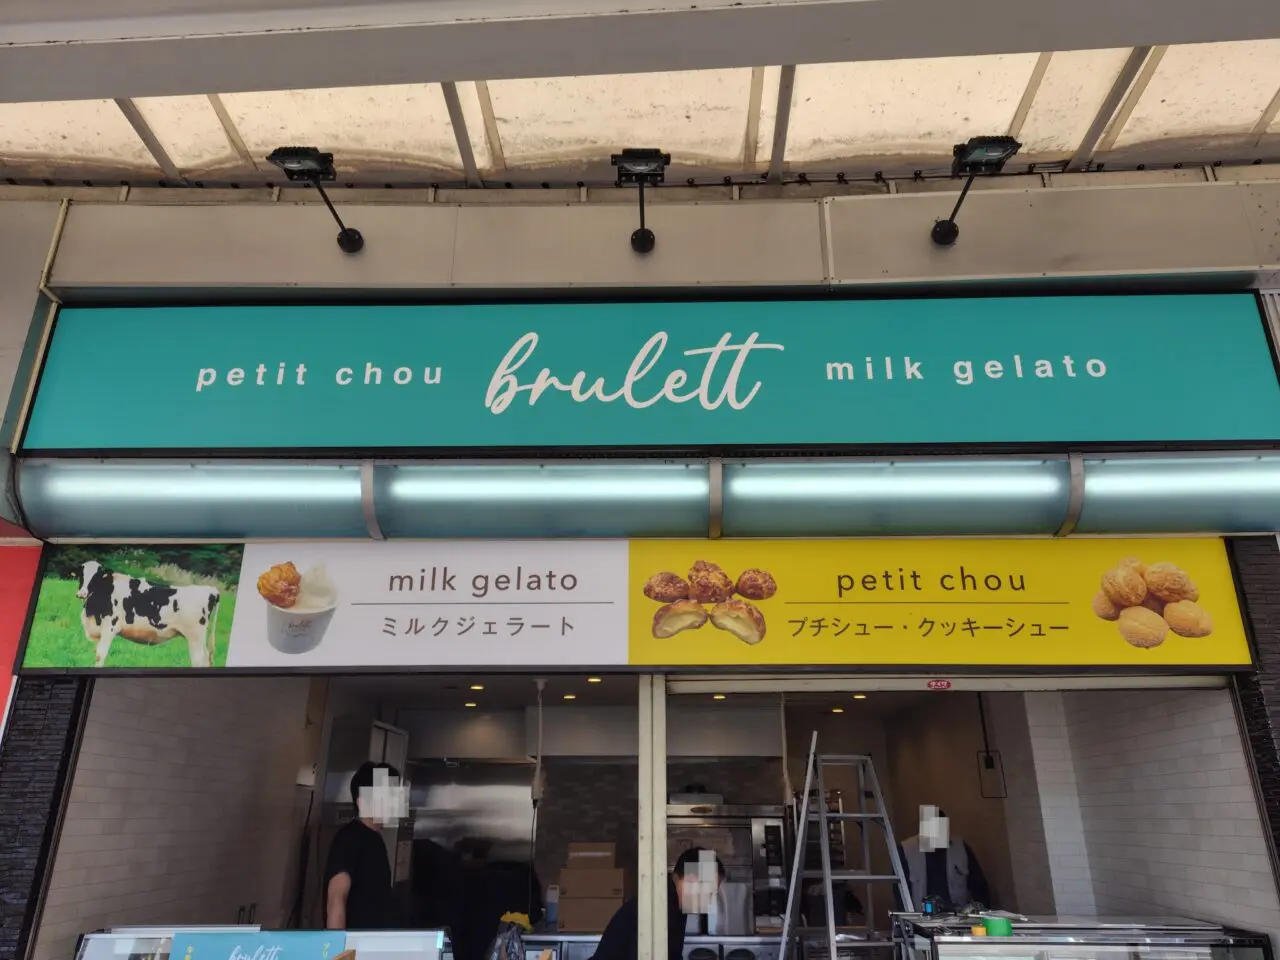 petit chou brulett milk gelato
milk gelato
ミルクジェラート
petit chou
プチシュー・クッキーシュー
brulett